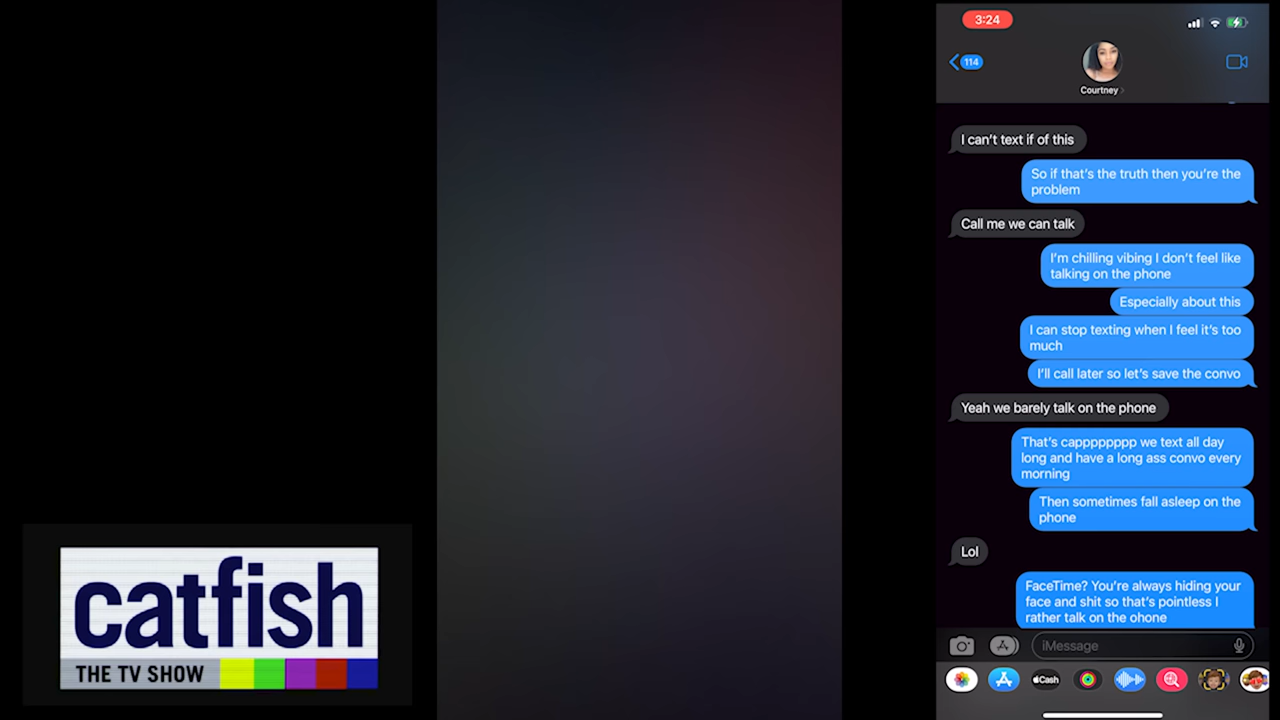 catfish
THE TV SHOW
3:24
114
Courtney
I can't text if of this
So if that's the truth then you're the
problem
Call me we can talk
I'm chilling vibing I don't feel like
talking on the phone
Especially about this
I can stop texting when I feel it's too
much
I'll call later so let's save the convo
Yeah we barely talk on the phone
That's capppppppp we text all day
long and have a long ass convo every
morning
Then sometimes fall asleep on the
phone
Lol
FaceTime? You're always hiding your
face and shit so that's pointless I
rather talk on the ohone
iMessage
Cash